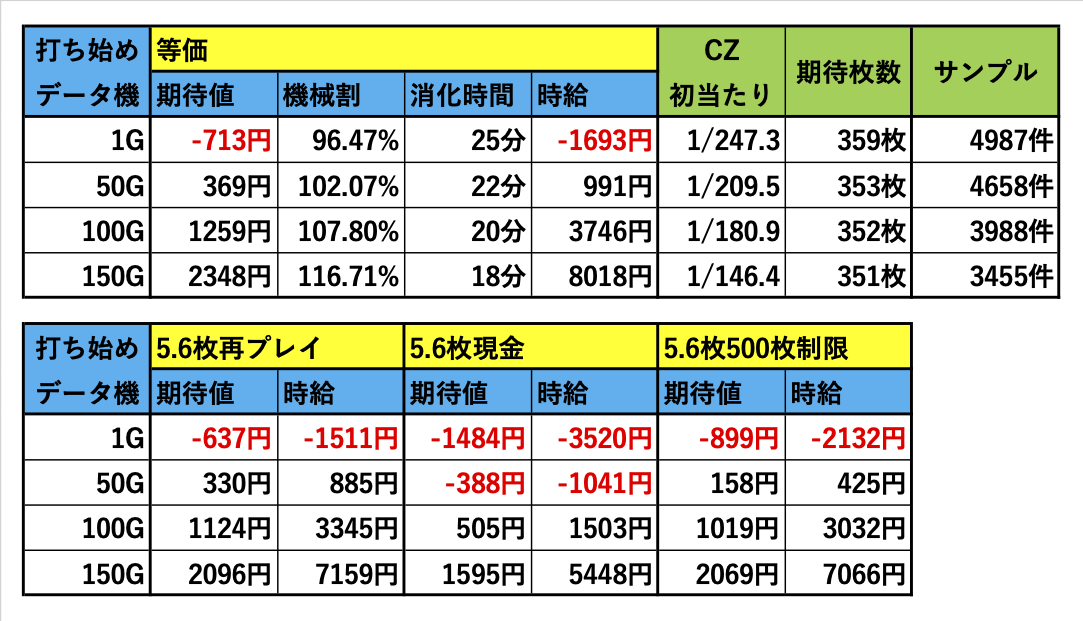 打ち始め 等価 CZ 期待枚数 サンプル
データ機 期待値 機械割 消化時間 時給 初当たり
1G -713円 96.47% 25分 -1693円 1/247.3 359枚 4987件
50G 369円 102.07% 22分 991円 1/209.5 353枚 4658件
100G 1259円 107.80% 20分 3746円 1/180.9 352枚 3988件
150G 2348円 116.71% 18分 8018円 1/146.4 351枚 3455件
打ち始め 5.6枚再プレイ 5.6枚現金 5.6枚500枚制限
データ機 期待値 時給 期待値 時給 期待値 時給
1G -637円 -1511円 -1484円 -3520円 -899円 -2132円
50G 330円 885円 -388円 -1041円 158円 425円
100G 1124円 3345円 505円 1503円 1019円 3032円
150G 2096円 7159円 1595円 5448円 2069円 7066円